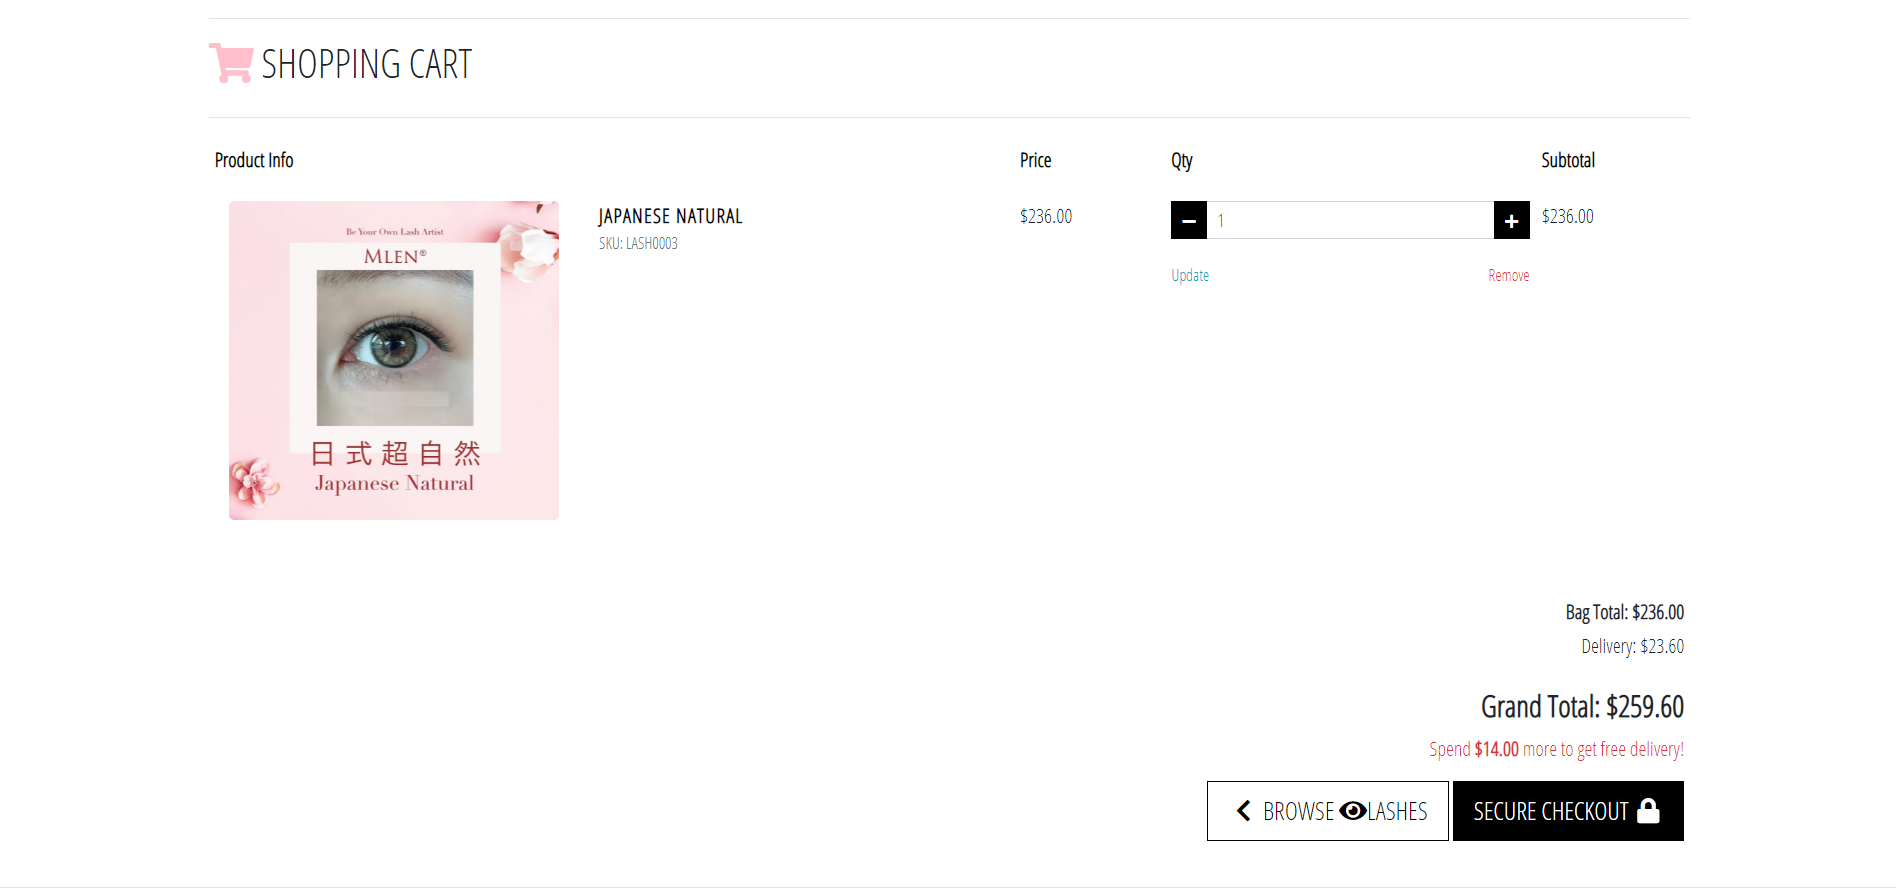 SHOPPING CART
Product Info Price Qty Subtotal
Be Your Own Lash Artist
MLEN®
日式超自然
Japanese Natural
JAPANESE NATURAL
SKU: LASH0003
$236.00
1
$236.00
Update Remove
Bag Total: $236.00
Delivery: $23.60
Grand Total: $259.60
Spend $14.00 more to get free delivery!
BROWSE LASHES
SECURE CHECKOUT